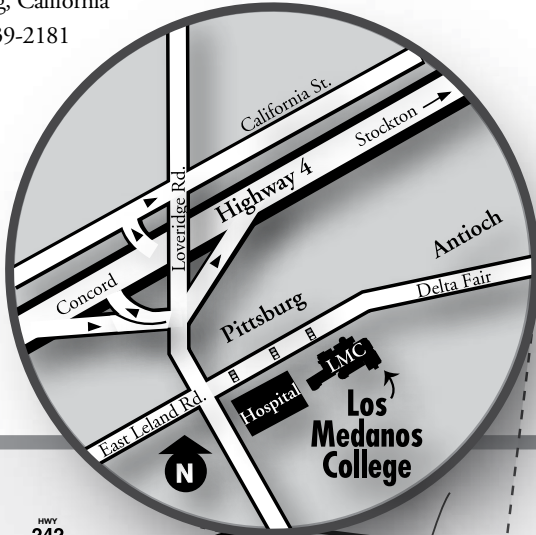 California
39-2181
California St.
Stockton
Highway 4
Loveridge Rd.
Antioch
Concord
Delta Fair
Pittsburg
LMC
Hospital
East Leland Rd.
Los
Medanos
College
N
HWY
242